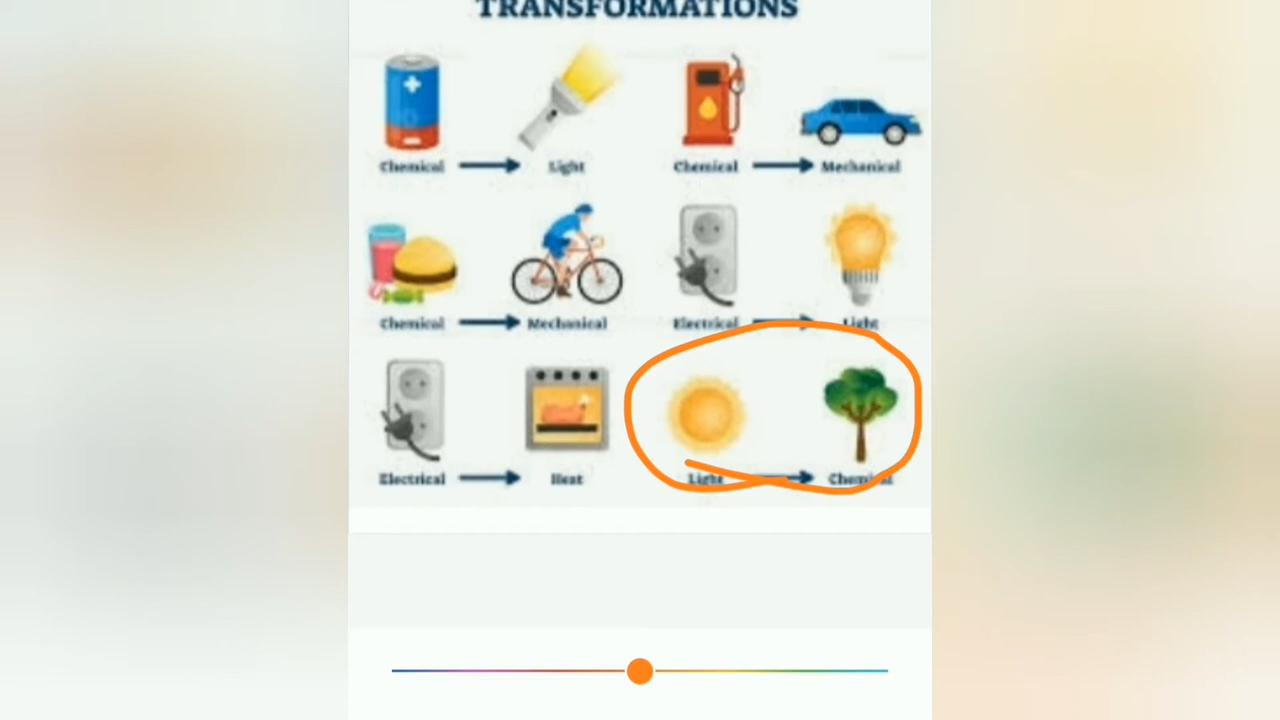 TRANSFORMATIONS
Chemical → Light Chemical → Mechanical
Chemical → Mechanical Electrical → Light
Electrical → Heat Light → Chemical